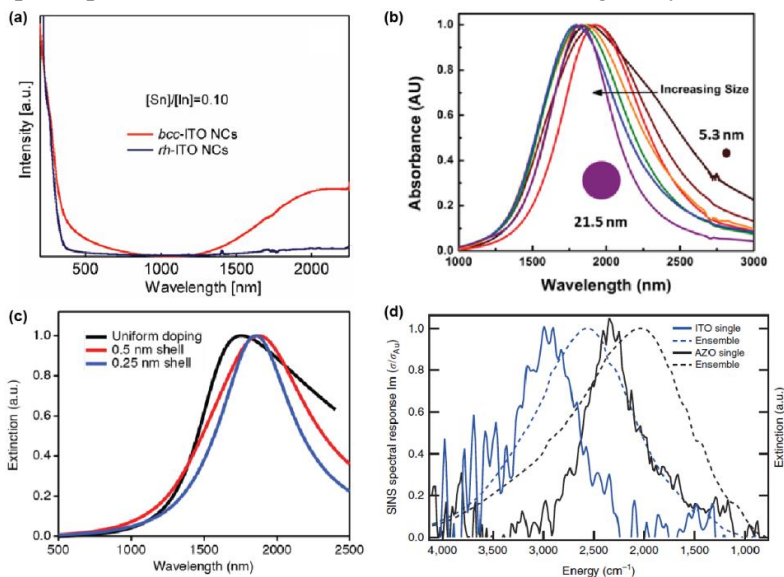 (a)
Intensity [a.u.]
[Sn]/[In]=0.10
bcc-ITO NCs
rh-ITO NCs
500 1000 1500 2000
Wavelength [nm]
(b)
Absorbance (AU)
1.0
0.8
0.6
0.4
0.2
0.0
Increasing Size
5.3 nm
21.5 nm
1000 1500 2000 2500 3000
Wavelength (nm)
(c)
Extinction (a.u.)
1.0
0.8
0.6
0.4
0.2
0.0
Uniform doping
0.5 nm shell
0.25 nm shell
500 1000 1500 2000 2500
Wavelength (nm)
(d)
SINS spectral response Im (σ/σAu)
1.0
0.8
0.6
0.4
0.2
0.0
ITO single
Ensemble
AZO single
Ensemble
Extinction (a.u.)
4,000 3,500 3,000 2,500 2,000 1,500 1,000
Energy (cm⁻¹)